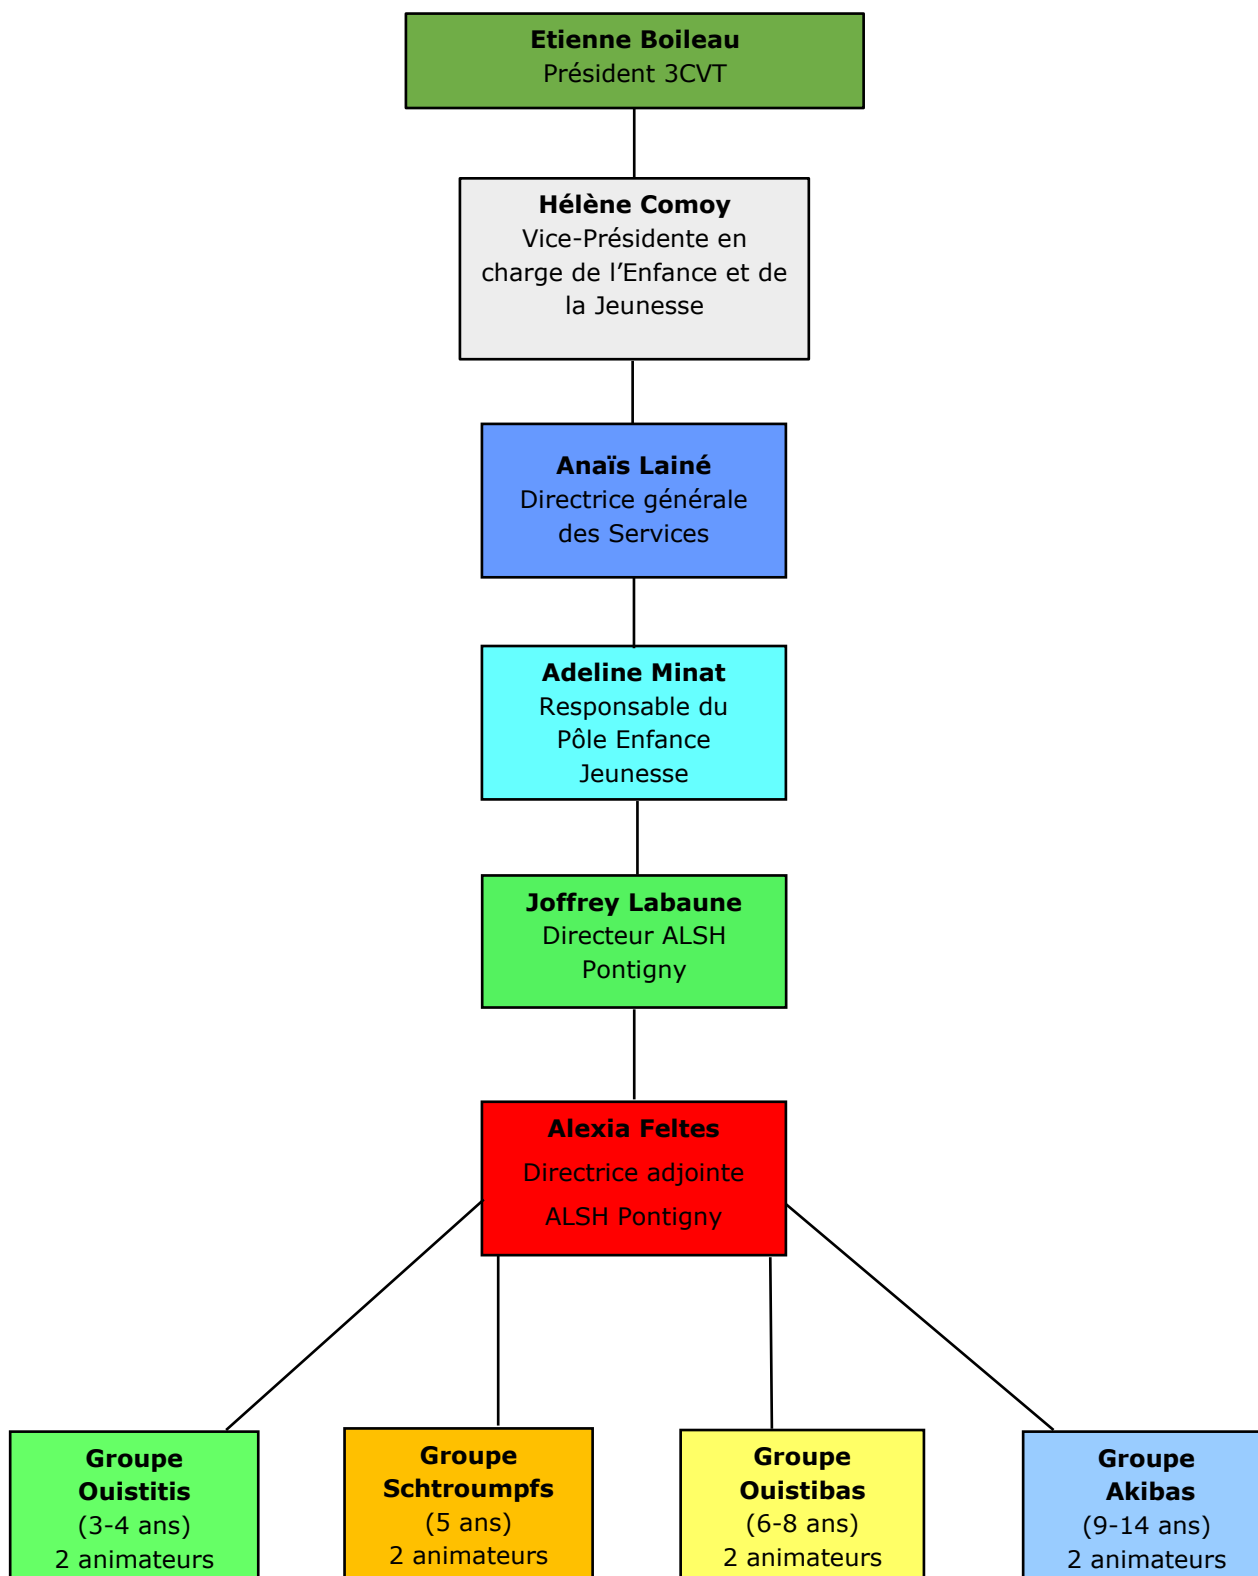 Etienne Boileau
Président 3CVT
Hélène Comoy
Vice-Présidente en
charge de l’Enfance et de
la Jeunesse
Anaïs Lainé
Directrice générale
des Services
Adeline Minat
Responsable du
Pôle Enfance
Jeunesse
Joffrey Labaune
Directeur ALSH
Pontigny
Alexia Feltes
Directrice adjointe
ALSH Pontigny
Groupe
Ouistitis
(3-4 ans)
2 animateurs
Groupe
Schtroumpfs
(5 ans)
2 animateurs
Groupe
Ouistibas
(6-8 ans)
2 animateurs
Groupe
Akibas
(9-14 ans)
2 animateurs